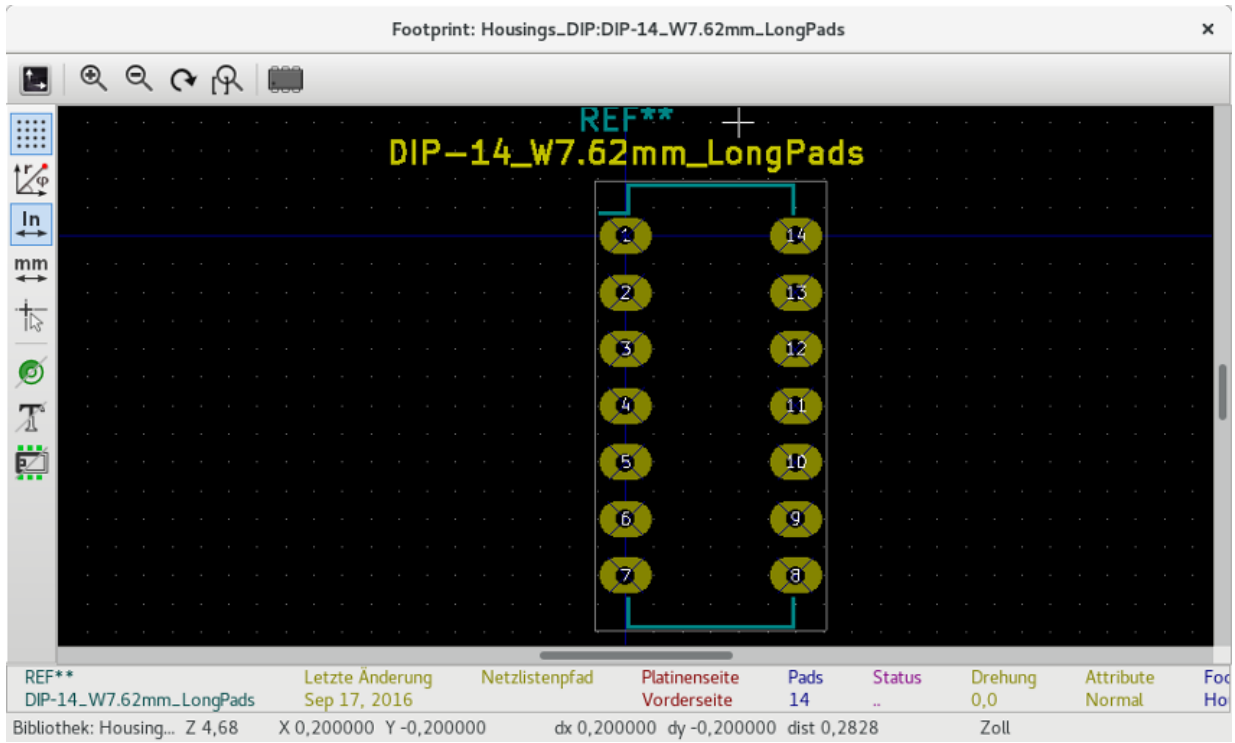 Footprint: Housings_DIP:DIP-14_W7.62mm_LongPads
REF**
DIP-14_W7.62mm_LongPads
In
mm
1 14
2 13
3 12
4 11
5 10
6 9
7 8
REF** Letzte Änderung Netzlistenpfad Platinenseite Pads Status Drehung Attribute Foo
DIP-14_W7.62mm_LongPads Sep 17, 2016 Vorderseite 14 .. 0,0 Normal Ho
Bibliothek: Housing... Z 4,68 X 0,200000 Y -0,200000 dx 0,200000 dy -0,200000 dist 0,2828 Zoll